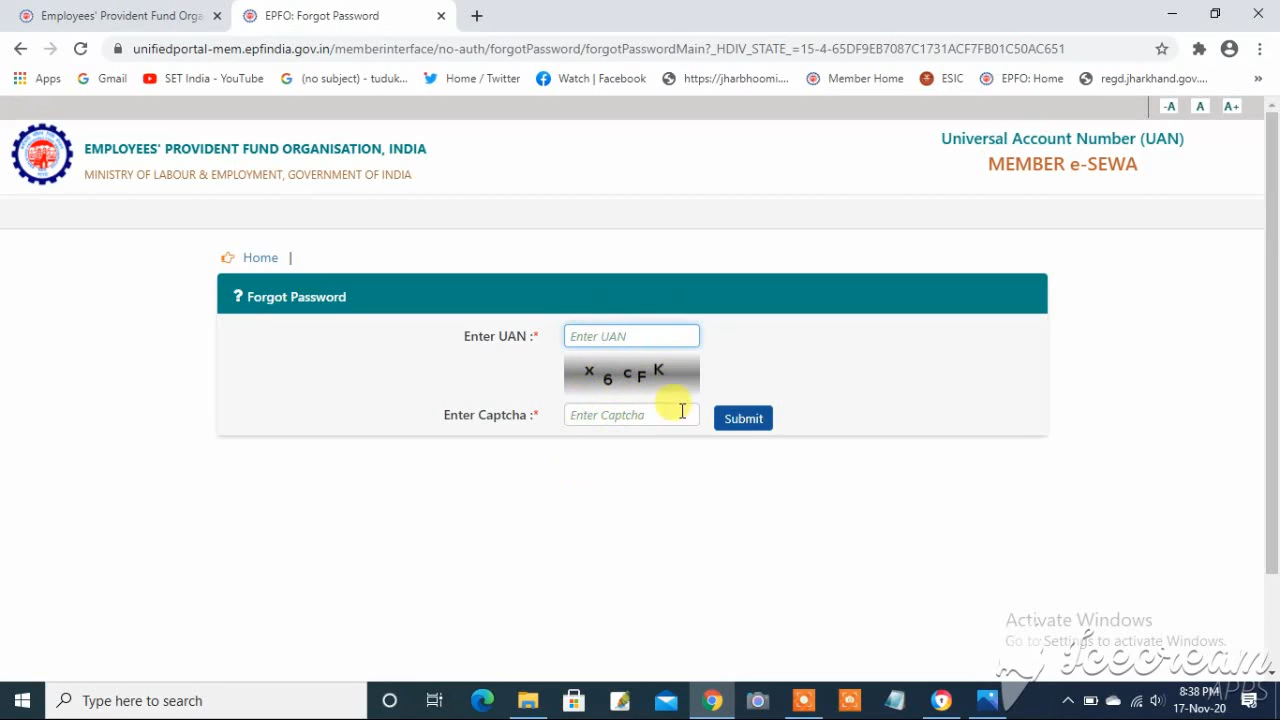 Employees' Provident Fund Orga
EPFO: Forgot Password
unifiedportal-mem.epfindia.gov.in/memberinterface/no-auth/forgotPassword/forgotPasswordMain?_HDIV_STATE_=15-4-65DF9EB7087C1731ACF7FB01C50AC651
Apps Gmail SET India - YouTube (no subject) - tuduk... Home / Twitter Watch | Facebook https://jharbhoomi.... Member Home ESIC EPFO: Home regd.jharkhand.gov.... »
-A A A+
EMPLOYEES' PROVIDENT FUND ORGANISATION, INDIA
MINISTRY OF LABOUR & EMPLOYMENT, GOVERNMENT OF INDIA
Universal Account Number (UAN)
MEMBER e-SEWA
Home |
? Forgot Password
Enter UAN :* Enter UAN
x 6 c F K
Enter Captcha :* Enter Captcha Submit
Activate Windows
Go to Settings to activate Windows.
Icecream
APPS
Type here to search
8:38 PM
17-Nov-20